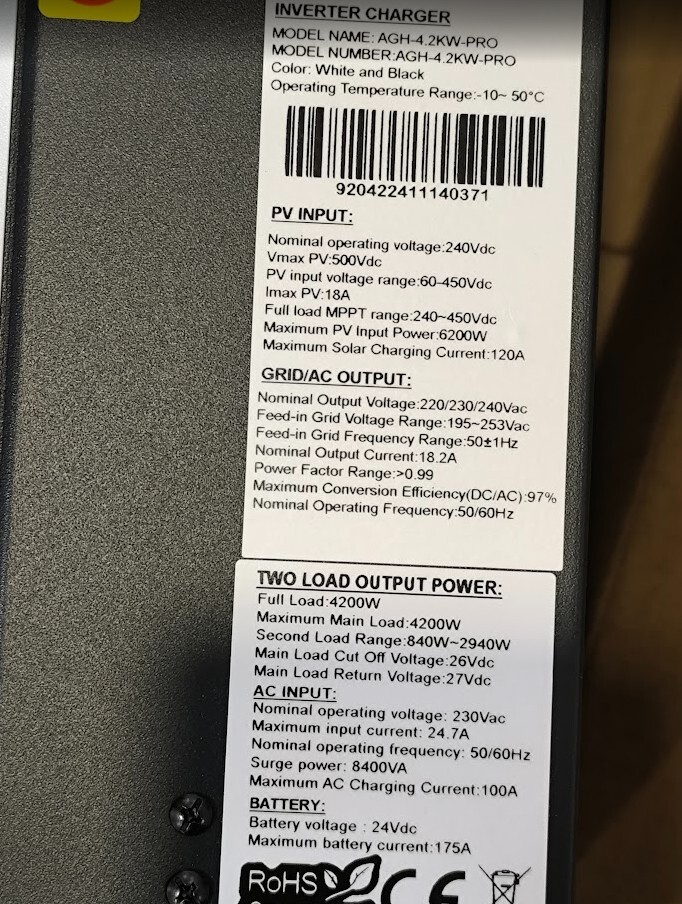 INVERTER CHARGER
MODEL NAME: AGH-4.2KW-PRO
MODEL NUMBER:AGH-4.2KW-PRO
Color: White and Black
Operating Temperature Range:-10~ 50°C
920422411140371
PV INPUT:
Nominal operating voltage:240Vdc
Vmax PV:500Vdc
PV input voltage range:60-450Vdc
Imax PV:18A
Full load MPPT range:240~450Vdc
Maximum PV Input Power:6200W
Maximum Solar Charging Current:120A
GRID/AC OUTPUT:
Nominal Output Voltage:220/230/240Vac
Feed-in Grid Voltage Range:195~253Vac
Feed-in Grid Frequency Range:50±1Hz
Nominal Output Current:18.2A
Power Factor Range:>0.99
Maximum Conversion Efficiency(DC/AC):97%
Nominal Operating Frequency:50/60Hz
TWO LOAD OUTPUT POWER:
Full Load:4200W
Maximum Main Load:4200W
Second Load Range:840W~2940W
Main Load Cut Off Voltage:26Vdc
Main Load Return Voltage:27Vdc
AC INPUT:
Nominal operating voltage: 230Vac
Maximum input current: 24.7A
Nominal operating frequency: 50/60Hz
Surge power: 8400VA
Maximum AC Charging Current:100A
BATTERY:
Battery voltage : 24Vdc
Maximum battery current:175A
RoHS CE